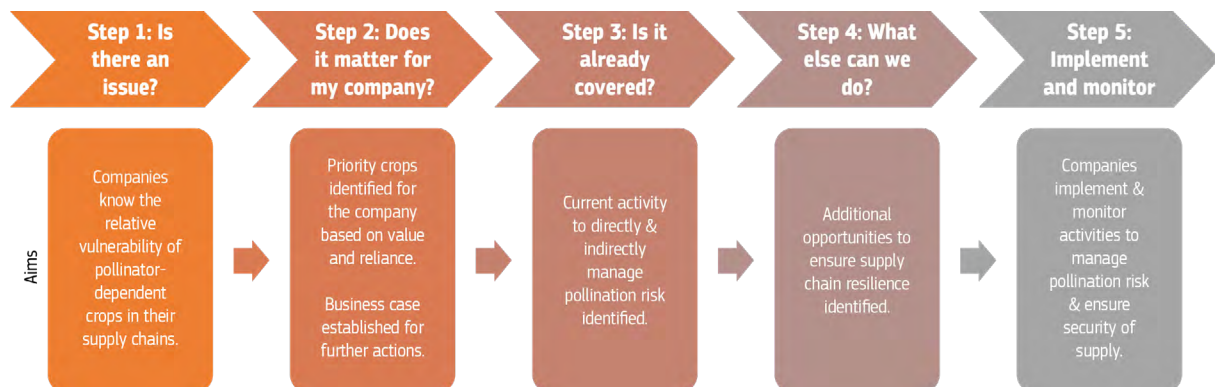 Step 1: Is
there an
issue?
Step 2: Does
it matter for
my company?
Step 3: Is it
already
covered?
Step 4: What
else can we
do?
Step 5:
Implement
and monitor
Aims
Companies
know the
relative
vulnerability of
pollinator-
dependent
crops in their
supply chains.
Priority crops
identified for
the company
based on value
and reliance.
Business case
established for
further actions.
Current activity
to directly &
indirectly
manage
pollination risk
identified.
Additional
opportunities to
ensure supply
chain resilience
identified.
Companies
implement &
monitor
activities to
manage
pollination risk
& ensure
security of
supply.